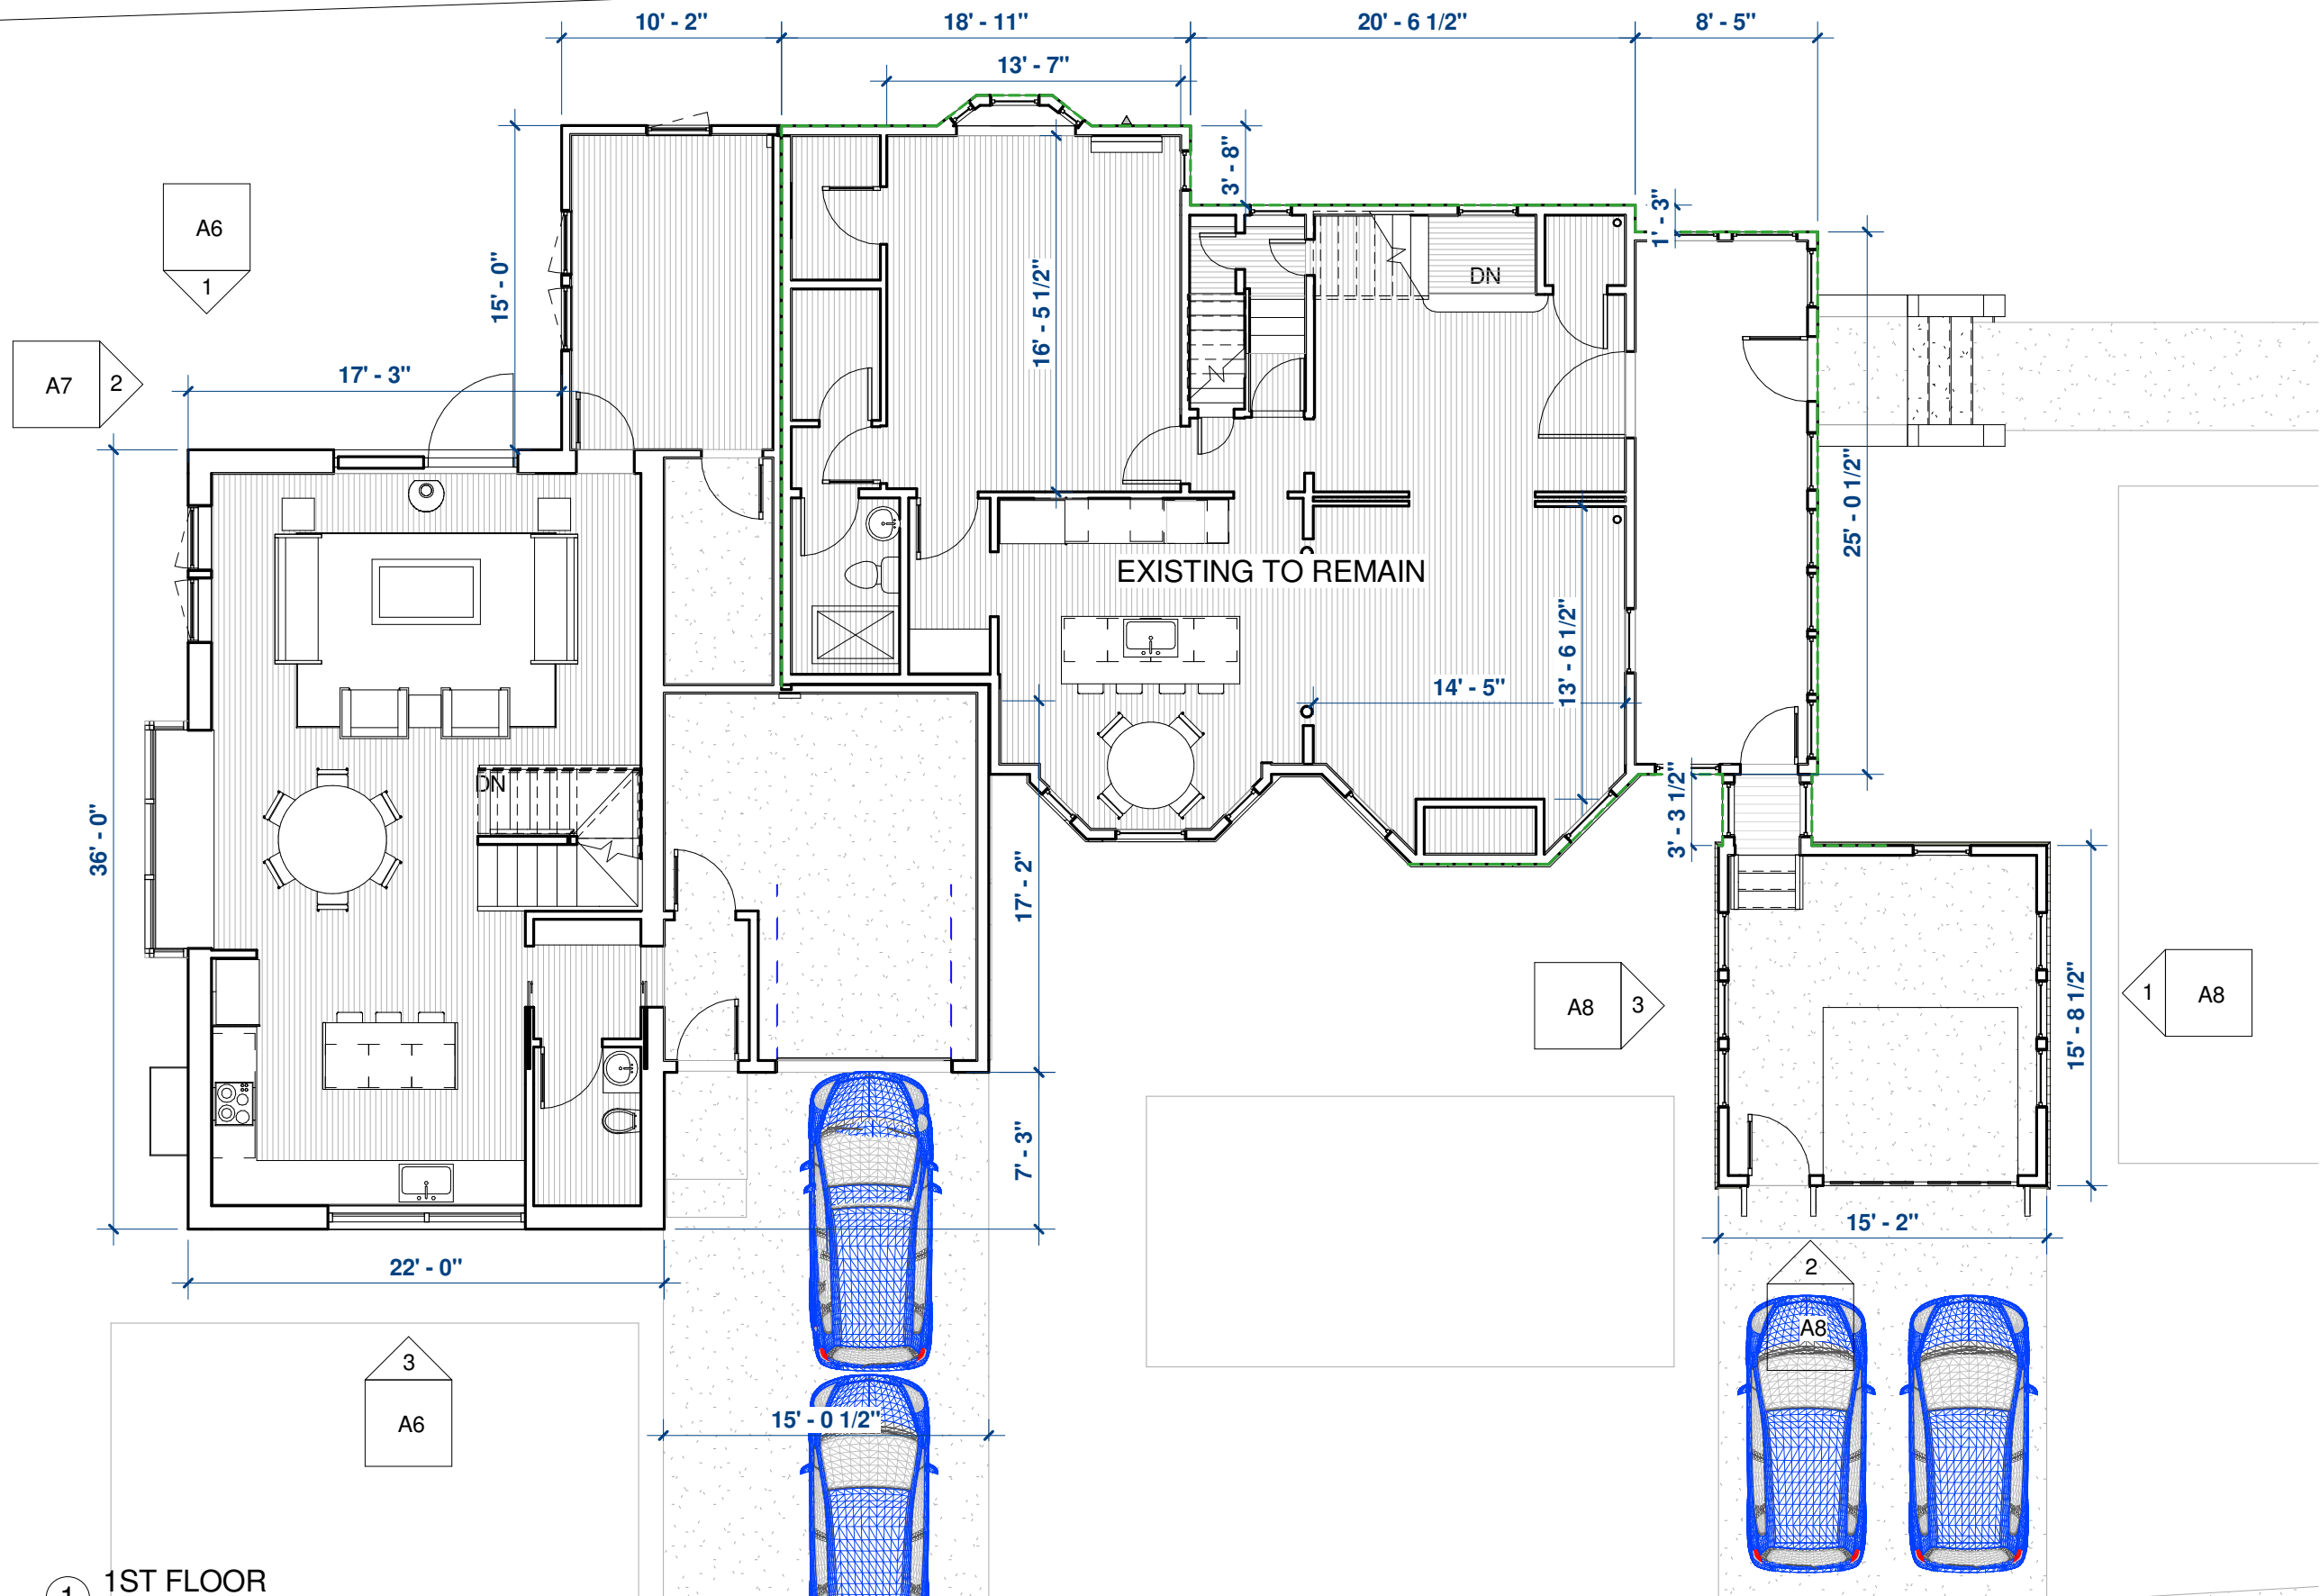 10' - 2"
18' - 11"
20' - 6 1/2"
8' - 5"
13' - 7"
3' - 8"
1' - 3"
A6
1
15' - 0"
16' - 5 1/2"
DN
A7
2
17' - 3"
25' - 0 1/2"
EXISTING TO REMAIN
13' - 6 1/2"
14' - 5"
DN
36' - 0"
3' - 3 1/2"
17' - 2"
A8
3
1
A8
15' - 8 1/2"
7' - 3"
15' - 2"
22' - 0"
2
A8
3
A6
15' - 0 1/2"
1
1ST FLOOR